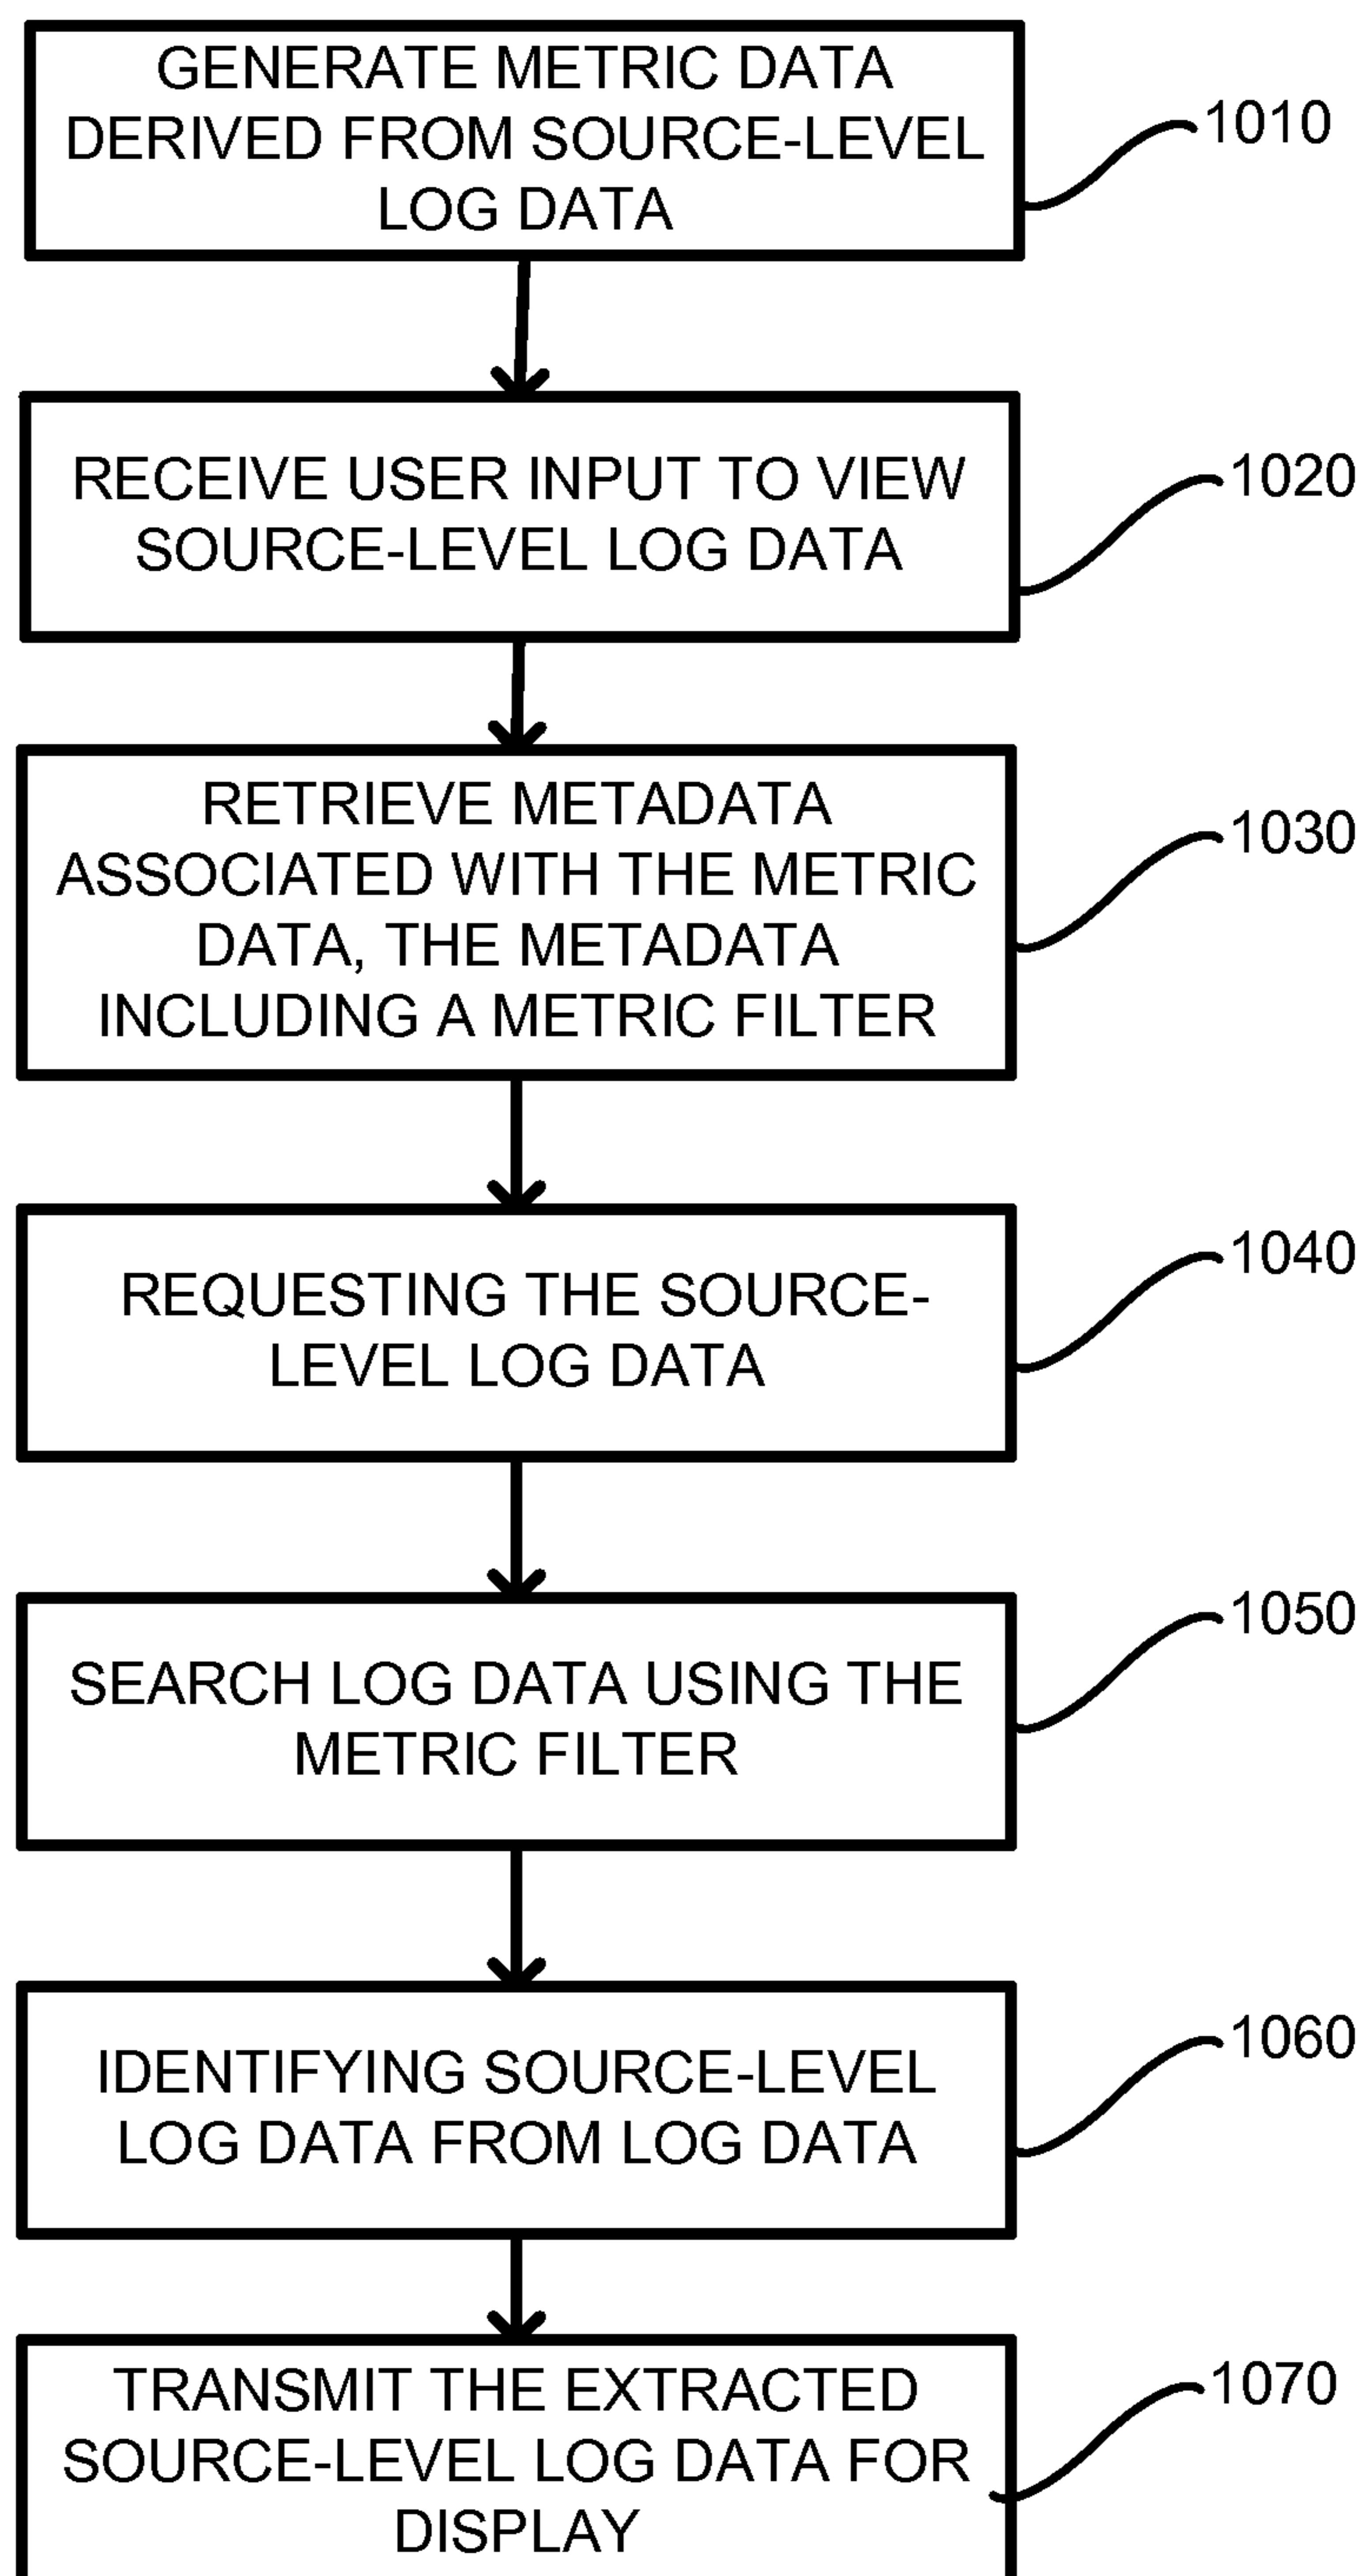 GENERATE METRIC DATA
DERIVED FROM SOURCE-LEVEL
LOG DATA
1010
RECEIVE USER INPUT TO VIEW
SOURCE-LEVEL LOG DATA
1020
RETRIEVE METADATA
ASSOCIATED WITH THE METRIC
DATA, THE METADATA
INCLUDING A METRIC FILTER
1030
REQUESTING THE SOURCE-
LEVEL LOG DATA
1040
SEARCH LOG DATA USING THE
METRIC FILTER
1050
IDENTIFYING SOURCE-LEVEL
LOG DATA FROM LOG DATA
1060
TRANSMIT THE EXTRACTED
SOURCE-LEVEL LOG DATA FOR
DISPLAY
1070